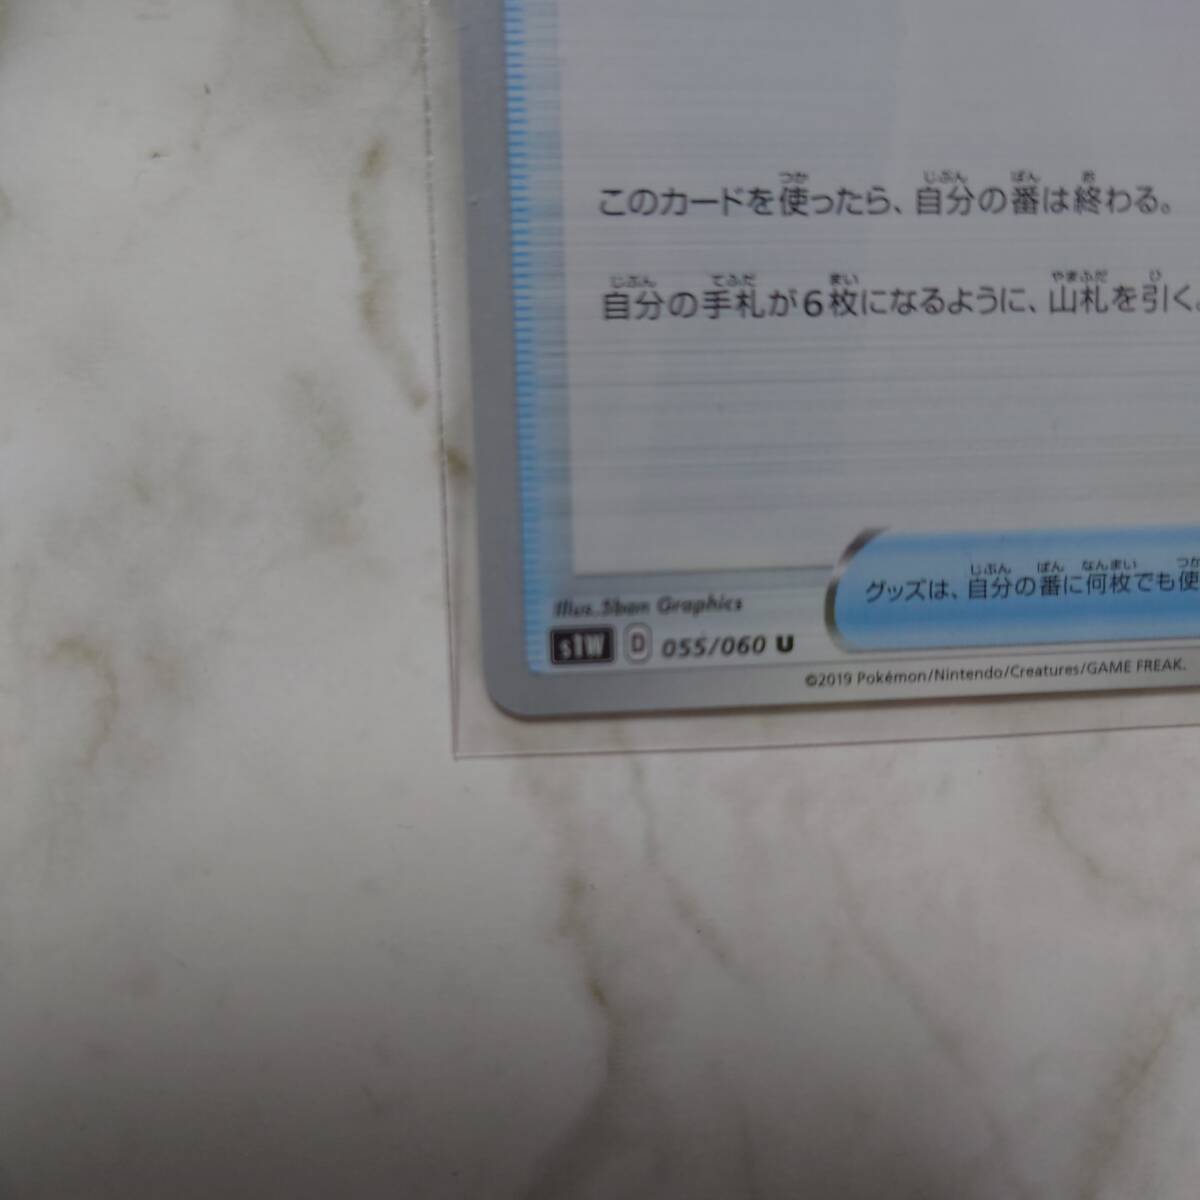 このカードを使ったら、自分の番は終わる。
自分の手札が6枚になるように、山札を引く。
グッズは、自分の番に何枚でも使
Illus. 5ban Graphics
s1W D 055/060 U
©2019 Pokémon/Nintendo/Creatures/GAME FREAK.